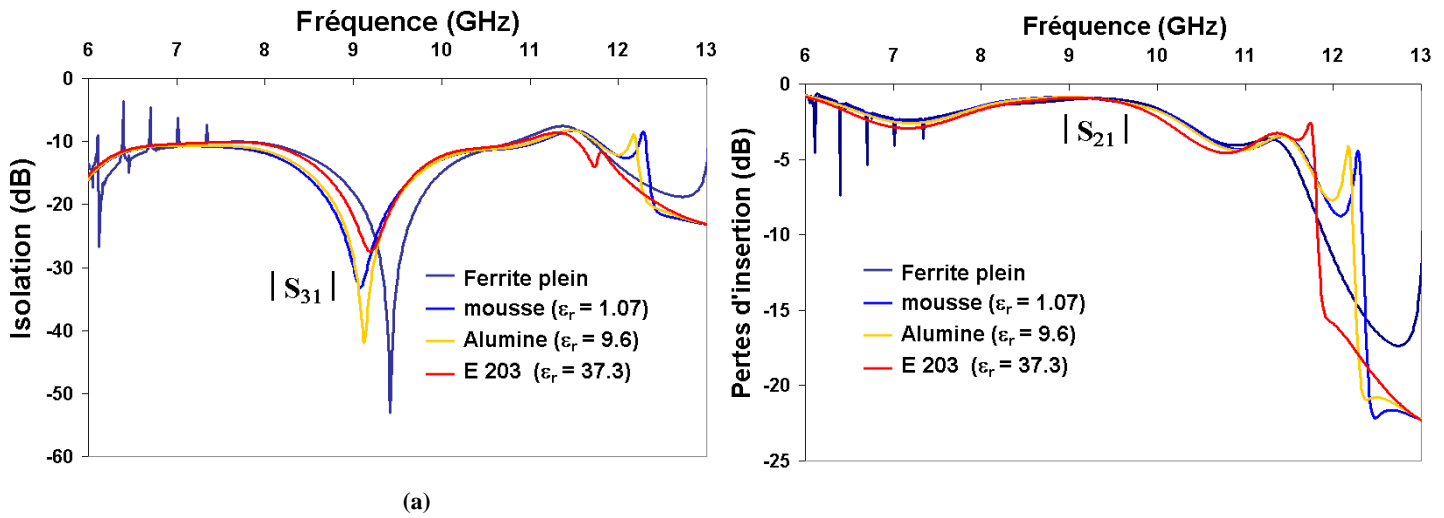 Fréquence (GHz)
6 7 8 9 10 11 12 13
0
-10
-20
-30
-40
-50
-60
Isolation (dB)
| S31 |
Ferrite plein
mousse (εr = 1.07)
Alumine (εr = 9.6)
E 203 (εr = 37.3)
(a)
Fréquence (GHz)
6 7 8 9 10 11 12 13
0
-5
-10
-15
-20
-25
Pertes d'insertion (dB)
| S21 |
Ferrite plein
mousse (εr = 1.07)
Alumine (εr = 9.6)
E 203 (εr = 37.3)